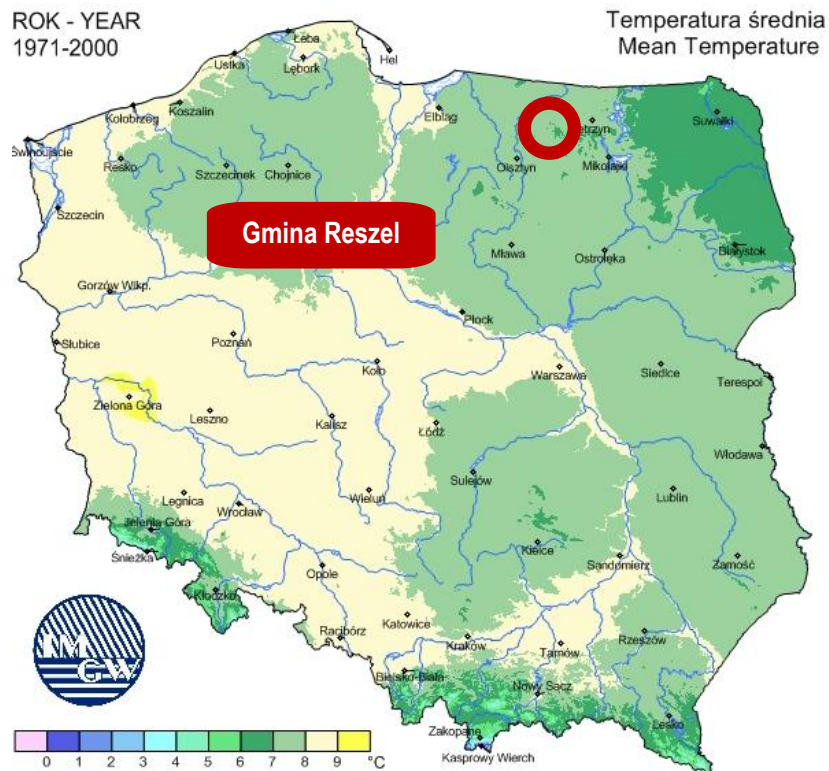 ROK - YEAR
1971-2000
Temperatura średnia
Mean Temperature
Łeba
Hel
Ustka
Lębork
Koszalin
Kołobrzeg
Elbląg
Suwałki
Świnoujście
Resko
Szczecinek
Chojnice
Olsztyn
Mikołajki
Szczecin
Gmina Reszel
Mława
Ostrołęka
Białystok
Gorzów Wlkp.
Płock
Słubice
Poznań
Koło
Warszawa
Siedlce
Terespol
Zielona Góra
Leszno
Kalisz
Łódź
Włodawa
Sulejów
Legnica
Wieluń
Lublin
Wrocław
Jelenia Góra
Śnieżka
Kielce
Sandomierz
Zamość
Opole
Kłodzko
Katowice
Racibórz
Kraków
Tarnów
Rzeszów
Bielsko-Biała
Nowy Sącz
Lesko
Zakopane
Kasprowy Wierch
IM
GW
0 1 2 3 4 5 6 7 8 9 °C